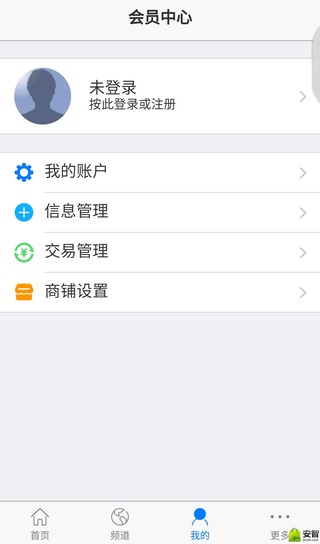 会员中心
未登录
按此登录或注册
我的账户
信息管理
¥
交易管理
商铺设置
首页
频道
我的
更多
安智